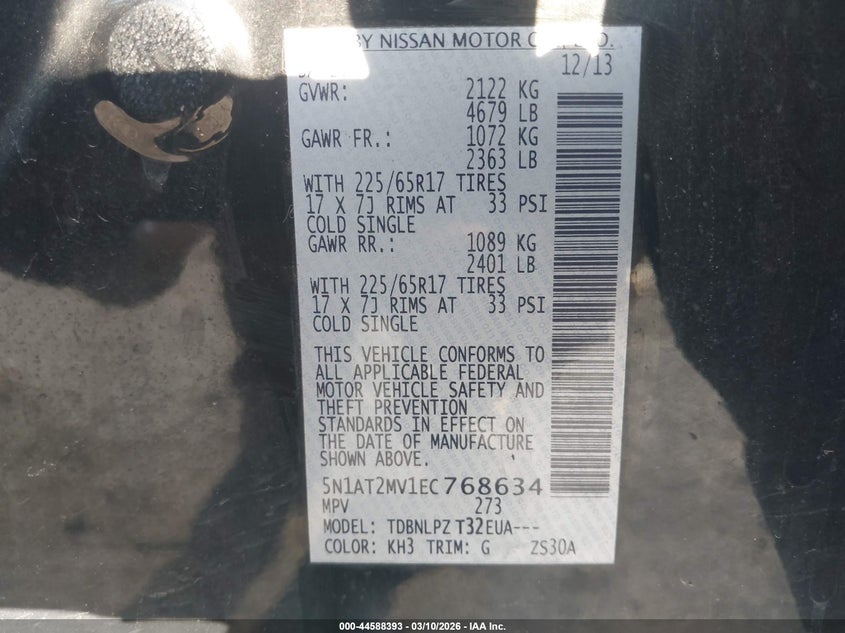 BY NISSAN MOTOR CO., LTD.
12/13
GVWR: 2122 KG
4679 LB
GAWR FR.: 1072 KG
2363 LB
WITH 225/65R17 TIRES
17 X 7J RIMS AT 33 PSI
COLD SINGLE
GAWR RR.: 1089 KG
2401 LB
WITH 225/65R17 TIRES
17 X 7J RIMS AT 33 PSI
COLD SINGLE
THIS VEHICLE CONFORMS TO
ALL APPLICABLE FEDERAL
MOTOR VEHICLE SAFETY AND
THEFT PREVENTION
STANDARDS IN EFFECT ON
THE DATE OF MANUFACTURE
SHOWN ABOVE.
5N1AT2MV1EC768634
MPV 273
MODEL: TDBNLPZ T32EUA---
COLOR: KH3 TRIM: G ZS30A
000-44588393 — 03/10/2026 — IAA Inc.